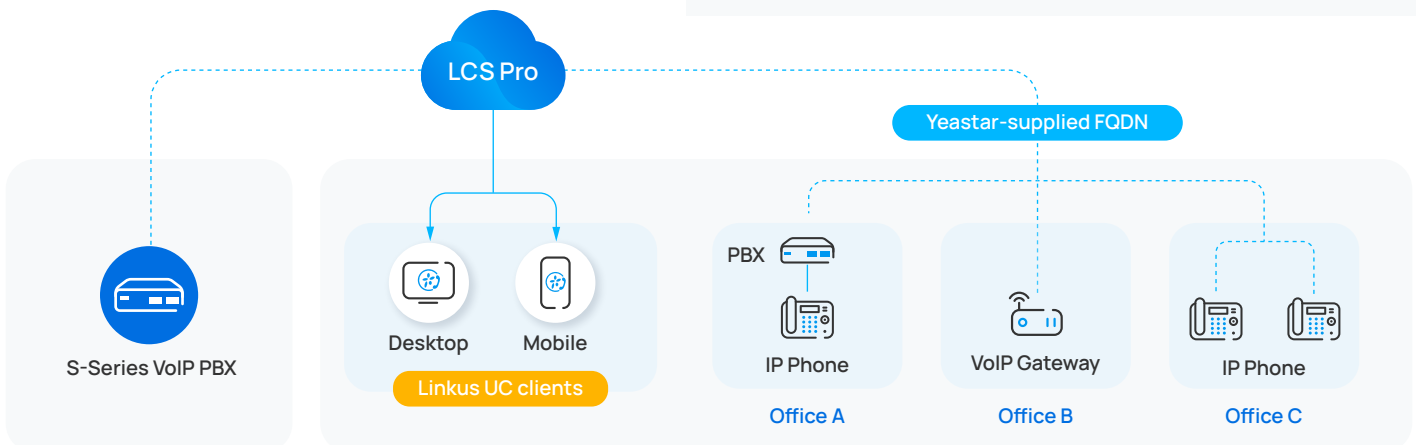 LCS Pro
Yeastar-supplied FQDN
S-Series VoIP PBX
Desktop
Mobile
Linkus UC clients
PBX
IP Phone
Office A
VoIP Gateway
Office B
IP Phone
Office C